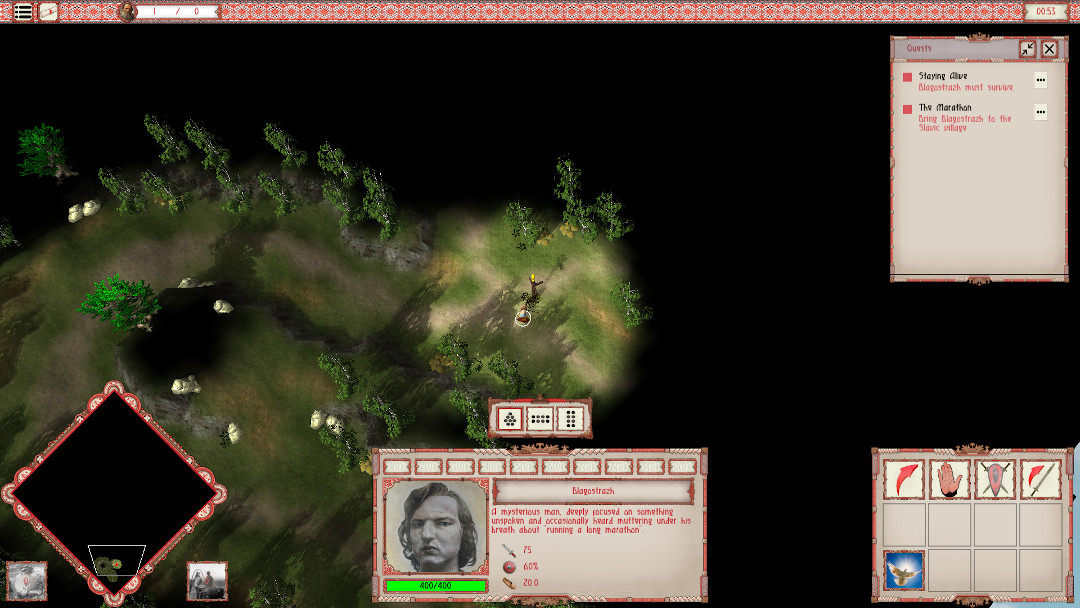 1 / 0
00:53
Quests
Staying Alive
Blagostrazh must survive.
The Marathon
Bring Blagostrazh to the
Slavic village
Blagostrazh
A mysterious man, deeply focused on something
unspoken and occasionally heard muttering under his
breath about "running a long marathon".
75
60%
20.0
400/400